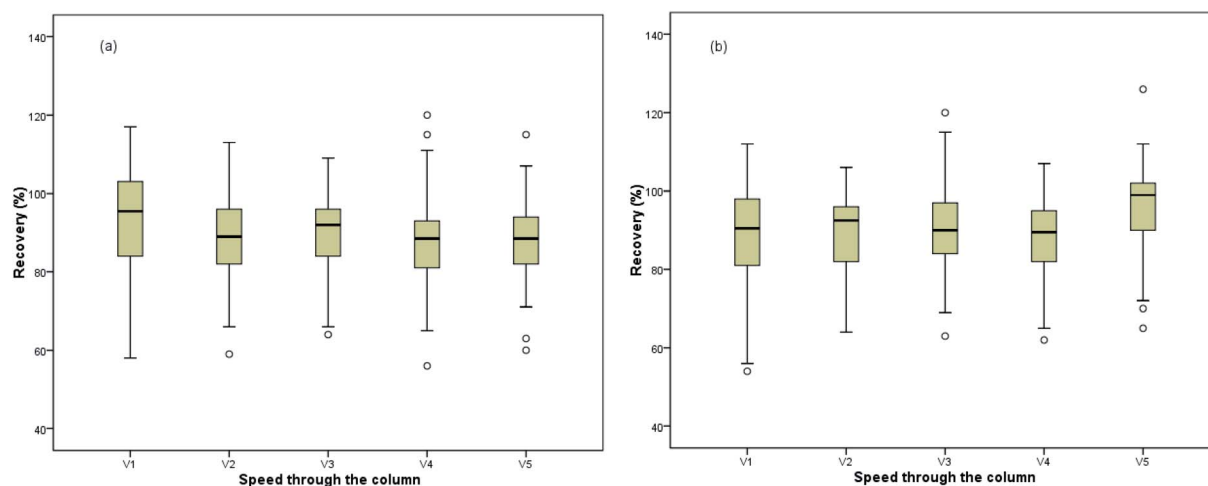 (a)
140
120
100
80
60
40
Recovery (%)
V1 V2 V3 V4 V5
Speed through the column
(b)
140
120
100
80
60
40
Recovery (%)
V1 V2 V3 V4 V5
Speed through the column